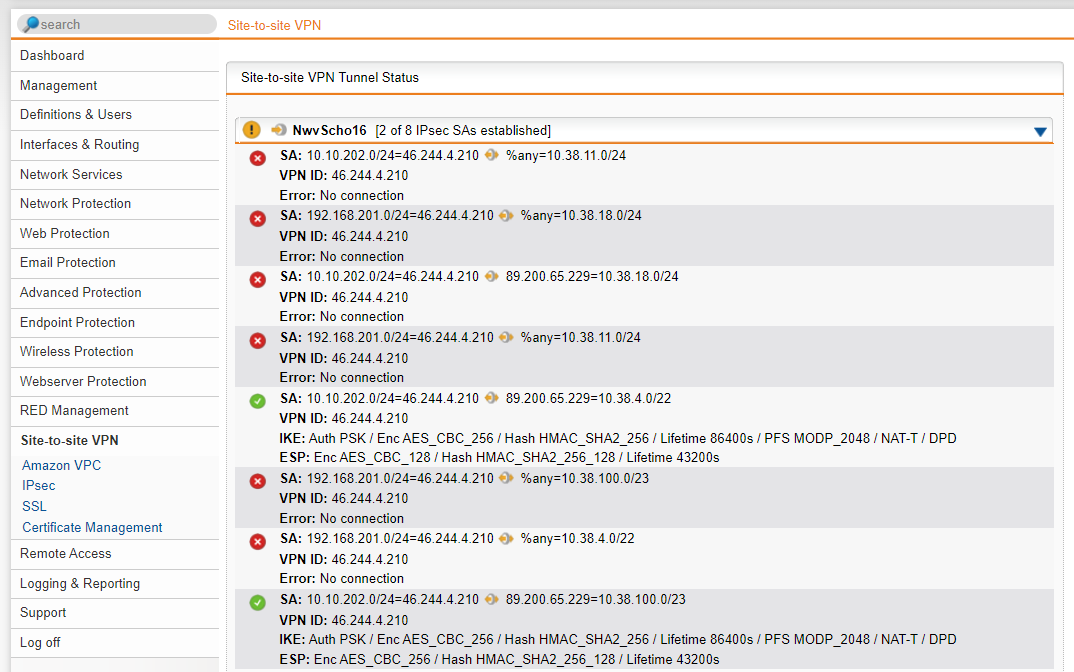 search
Site-to-site VPN
Dashboard
Management
Definitions & Users
Interfaces & Routing
Network Services
Network Protection
Web Protection
Email Protection
Advanced Protection
Endpoint Protection
Wireless Protection
Webserver Protection
RED Management
Site-to-site VPN
Amazon VPC
IPsec
SSL
Certificate Management
Remote Access
Logging & Reporting
Support
Log off
Site-to-site VPN Tunnel Status
NwvScho16 [2 of 8 IPsec SAs established]
SA: 10.10.202.0/24=46.244.4.210 %any=10.38.11.0/24
VPN ID: 46.244.4.210
Error: No connection
SA: 192.168.201.0/24=46.244.4.210 %any=10.38.18.0/24
VPN ID: 46.244.4.210
Error: No connection
SA: 10.10.202.0/24=46.244.4.210 89.200.65.229=10.38.18.0/24
VPN ID: 46.244.4.210
Error: No connection
SA: 192.168.201.0/24=46.244.4.210 %any=10.38.11.0/24
VPN ID: 46.244.4.210
Error: No connection
SA: 10.10.202.0/24=46.244.4.210 89.200.65.229=10.38.4.0/22
VPN ID: 46.244.4.210
IKE: Auth PSK / Enc AES_CBC_256 / Hash HMAC_SHA2_256 / Lifetime 86400s / PFS MODP_2048 / NAT-T / DPD
ESP: Enc AES_CBC_128 / Hash HMAC_SHA2_256_128 / Lifetime 43200s
SA: 192.168.201.0/24=46.244.4.210 %any=10.38.100.0/23
VPN ID: 46.244.4.210
Error: No connection
SA: 192.168.201.0/24=46.244.4.210 %any=10.38.4.0/22
VPN ID: 46.244.4.210
Error: No connection
SA: 10.10.202.0/24=46.244.4.210 89.200.65.229=10.38.100.0/23
VPN ID: 46.244.4.210
IKE: Auth PSK / Enc AES_CBC_256 / Hash HMAC_SHA2_256 / Lifetime 86400s / PFS MODP_2048 / NAT-T / DPD
ESP: Enc AES_CBC_256 / Hash HMAC_SHA2_256_128 / Lifetime 43200s